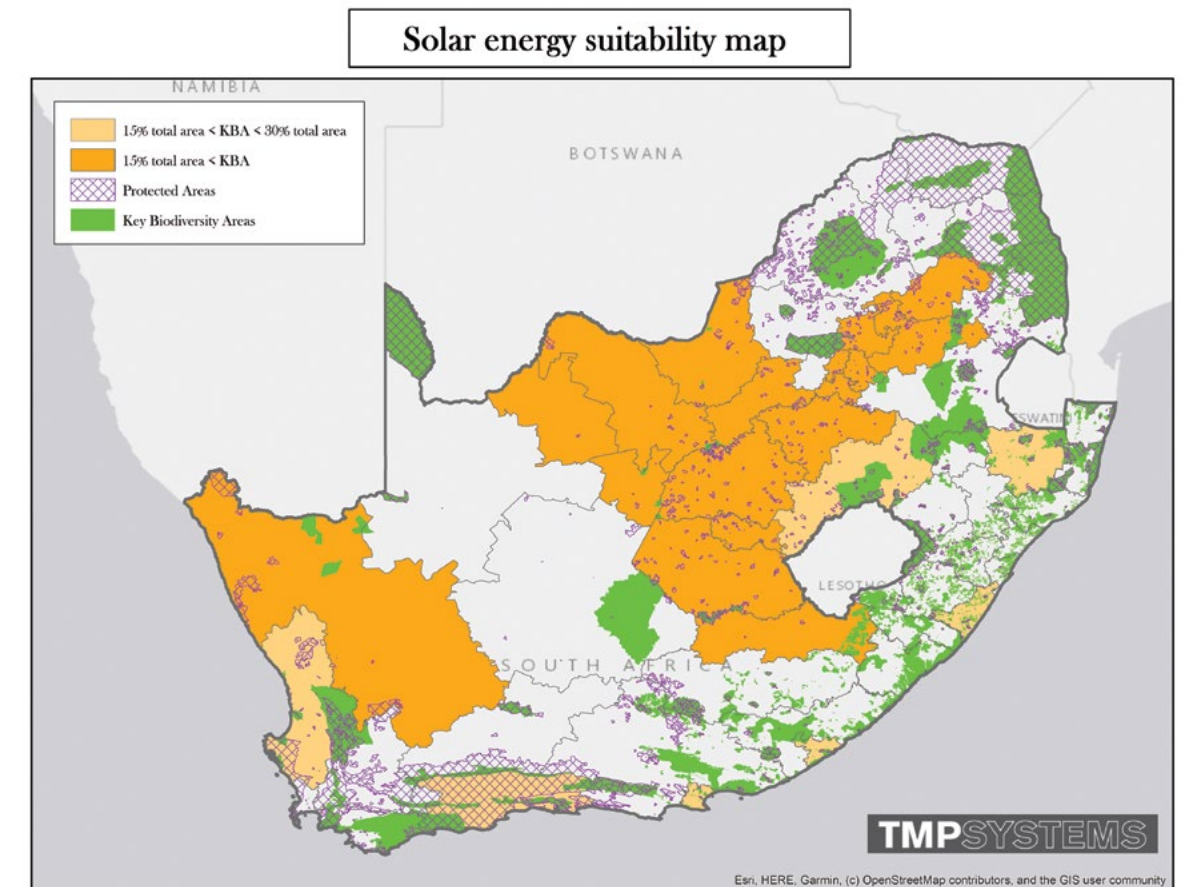 Solar energy suitability map
NAMIBIA
15% total area < KBA < 30% total area
15% total area < KBA
Protected Areas
Key Biodiversity Areas
BOTSWANA
ESWATINI
LESOTHO
SOUTH AFRICA
TMPSYSTEMS
Esri, HERE, Garmin, (c) OpenStreetMap contributors, and the GIS user community